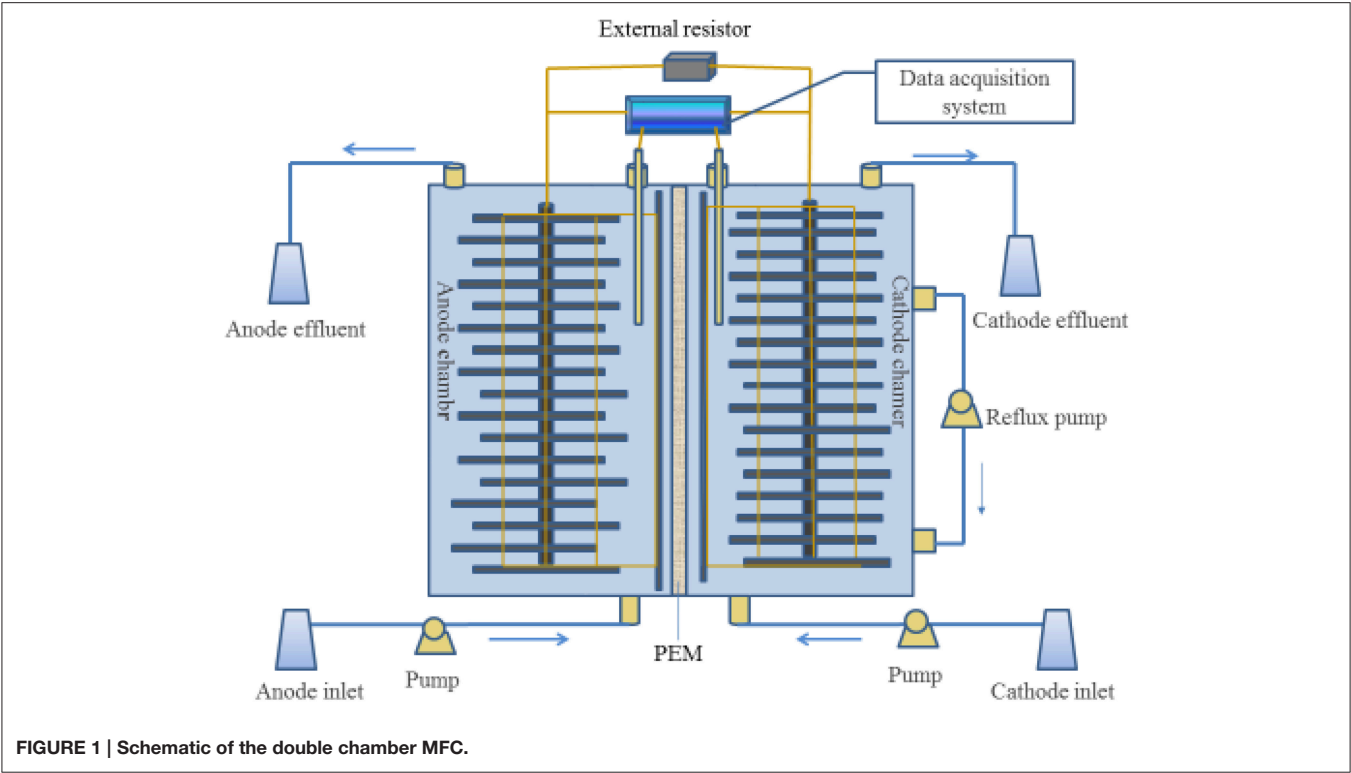 External resistor
Data acquisition
system
Anode effluent
Anode chambr
Cathode chamer
Cathode effluent
Reflux pump
PEM
Anode inlet
Pump
Pump
Cathode inlet
FIGURE 1 | Schematic of the double chamber MFC.